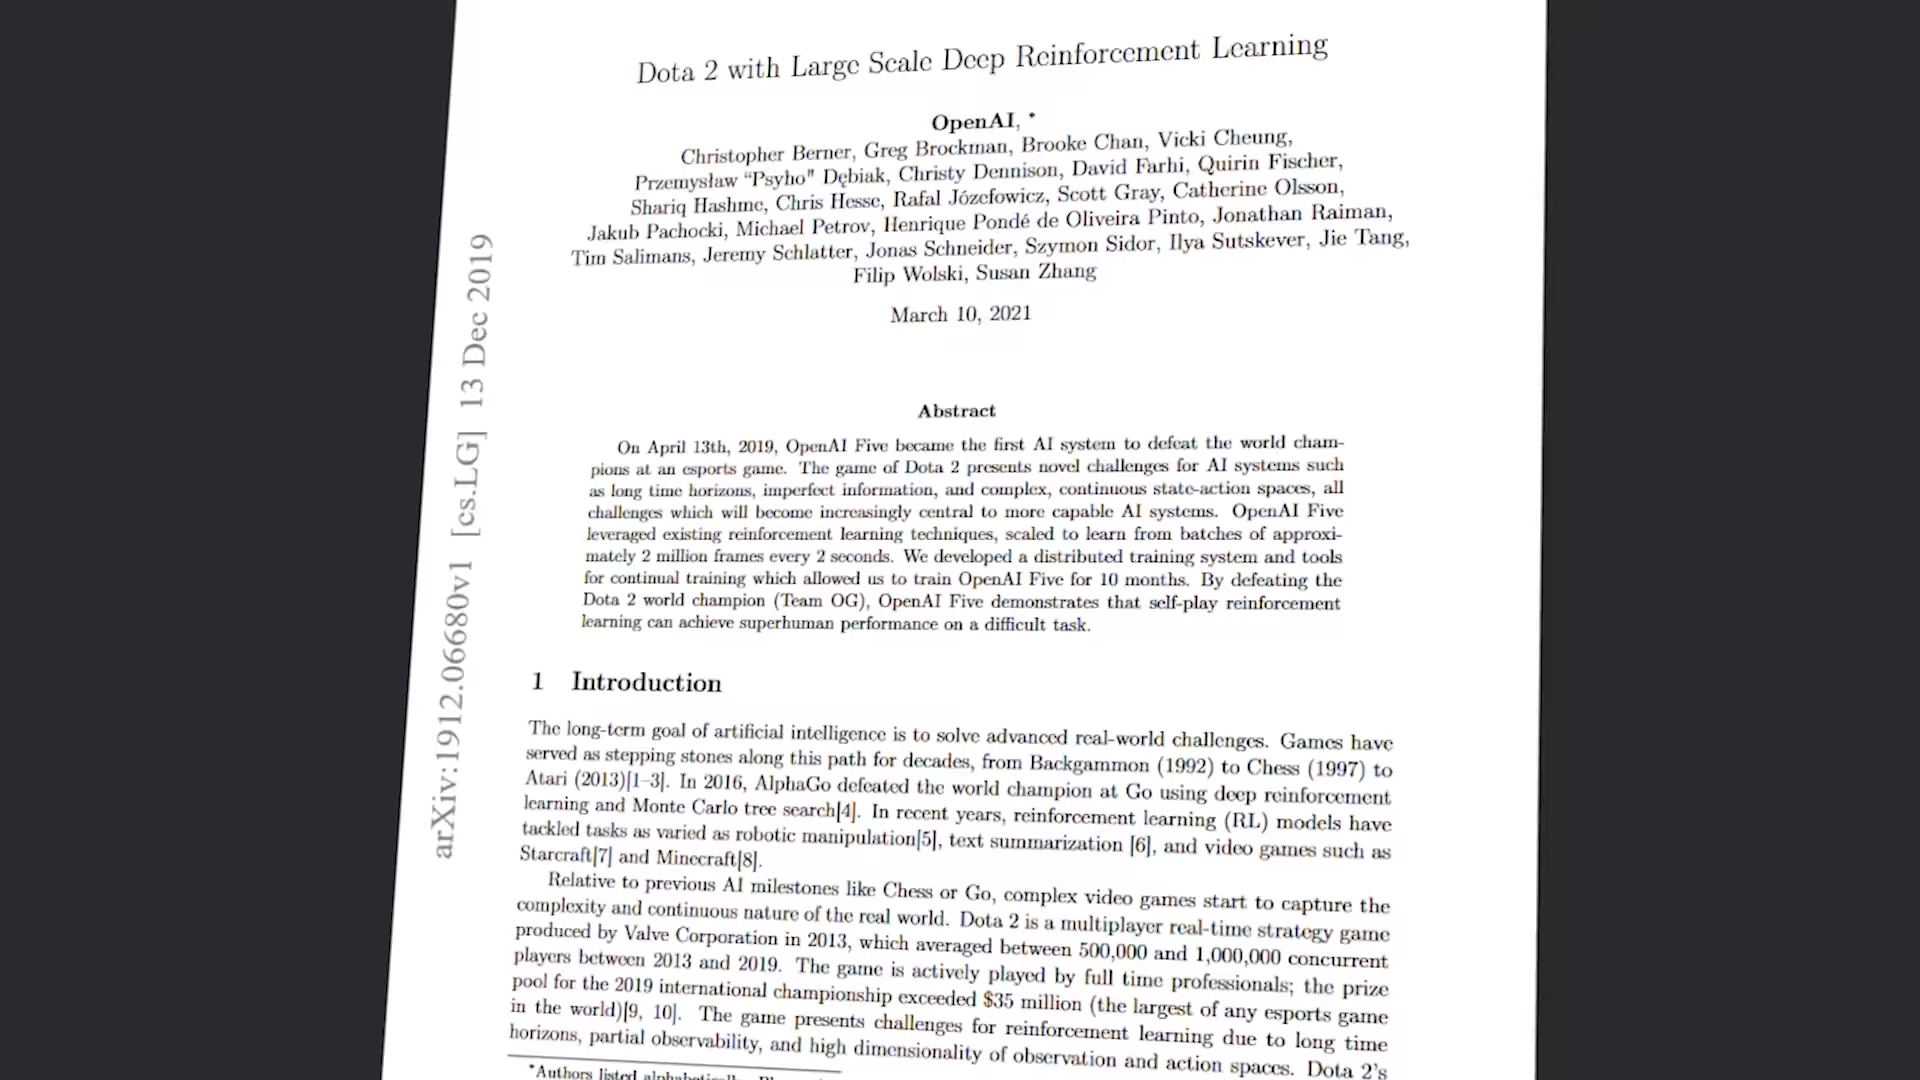 Dota 2 with Large Scale Deep Reinforcement Learning
OpenAI, *
Christopher Berner, Greg Brockman, Brooke Chan, Vicki Cheung,
Przemysław “Psyho" Dębiak, Christy Dennison, David Farhi, Quirin Fischer,
Shariq Hashme, Chris Hesse, Rafal Józefowicz, Scott Gray, Catherine Olsson,
Jakub Pachocki, Michael Petrov, Henrique Pondé de Oliveira Pinto, Jonathan Raiman,
Tim Salimans, Jeremy Schlatter, Jonas Schneider, Szymon Sidor, Ilya Sutskever, Jie Tang,
Filip Wolski, Susan Zhang
March 10, 2021
arXiv:1912.06680v1 [cs.LG] 13 Dec 2019
Abstract
On April 13th, 2019, OpenAI Five became the first AI system to defeat the world cham-
pions at an esports game. The game of Dota 2 presents novel challenges for AI systems such
as long time horizons, imperfect information, and complex, continuous state-action spaces, all
challenges which will become increasingly central to more capable AI systems. OpenAI Five
leveraged existing reinforcement learning techniques, scaled to learn from batches of approxi-
mately 2 million frames every 2 seconds. We developed a distributed training system and tools
for continual training which allowed us to train OpenAI Five for 10 months. By defeating the
Dota 2 world champion (Team OG), OpenAI Five demonstrates that self-play reinforcement
learning can achieve superhuman performance on a difficult task.
1 Introduction
The long-term goal of artificial intelligence is to solve advanced real-world challenges. Games have
served as stepping stones along this path for decades, from Backgammon (1992) to Chess (1997) to
Atari (2013)[1–3]. In 2016, AlphaGo defeated the world champion at Go using deep reinforcement
learning and Monte Carlo tree search[4]. In recent years, reinforcement learning (RL) models have
tackled tasks as varied as robotic manipulation[5], text summarization [6], and video games such as
Starcraft[7] and Minecraft[8].
Relative to previous AI milestones like Chess or Go, complex video games start to capture the
complexity and continuous nature of the real world. Dota 2 is a multiplayer real-time strategy game
produced by Valve Corporation in 2013, which averaged between 500,000 and 1,000,000 concurrent
players between 2013 and 2019. The game is actively played by full time professionals; the prize
pool for the 2019 international championship exceeded $35 million (the largest of any esports game
in the world)[9, 10]. The game presents challenges for reinforcement learning due to long time
horizons, partial observability, and high dimensionality of observation and action spaces. Dota 2's
*Authors listed alphabetically.